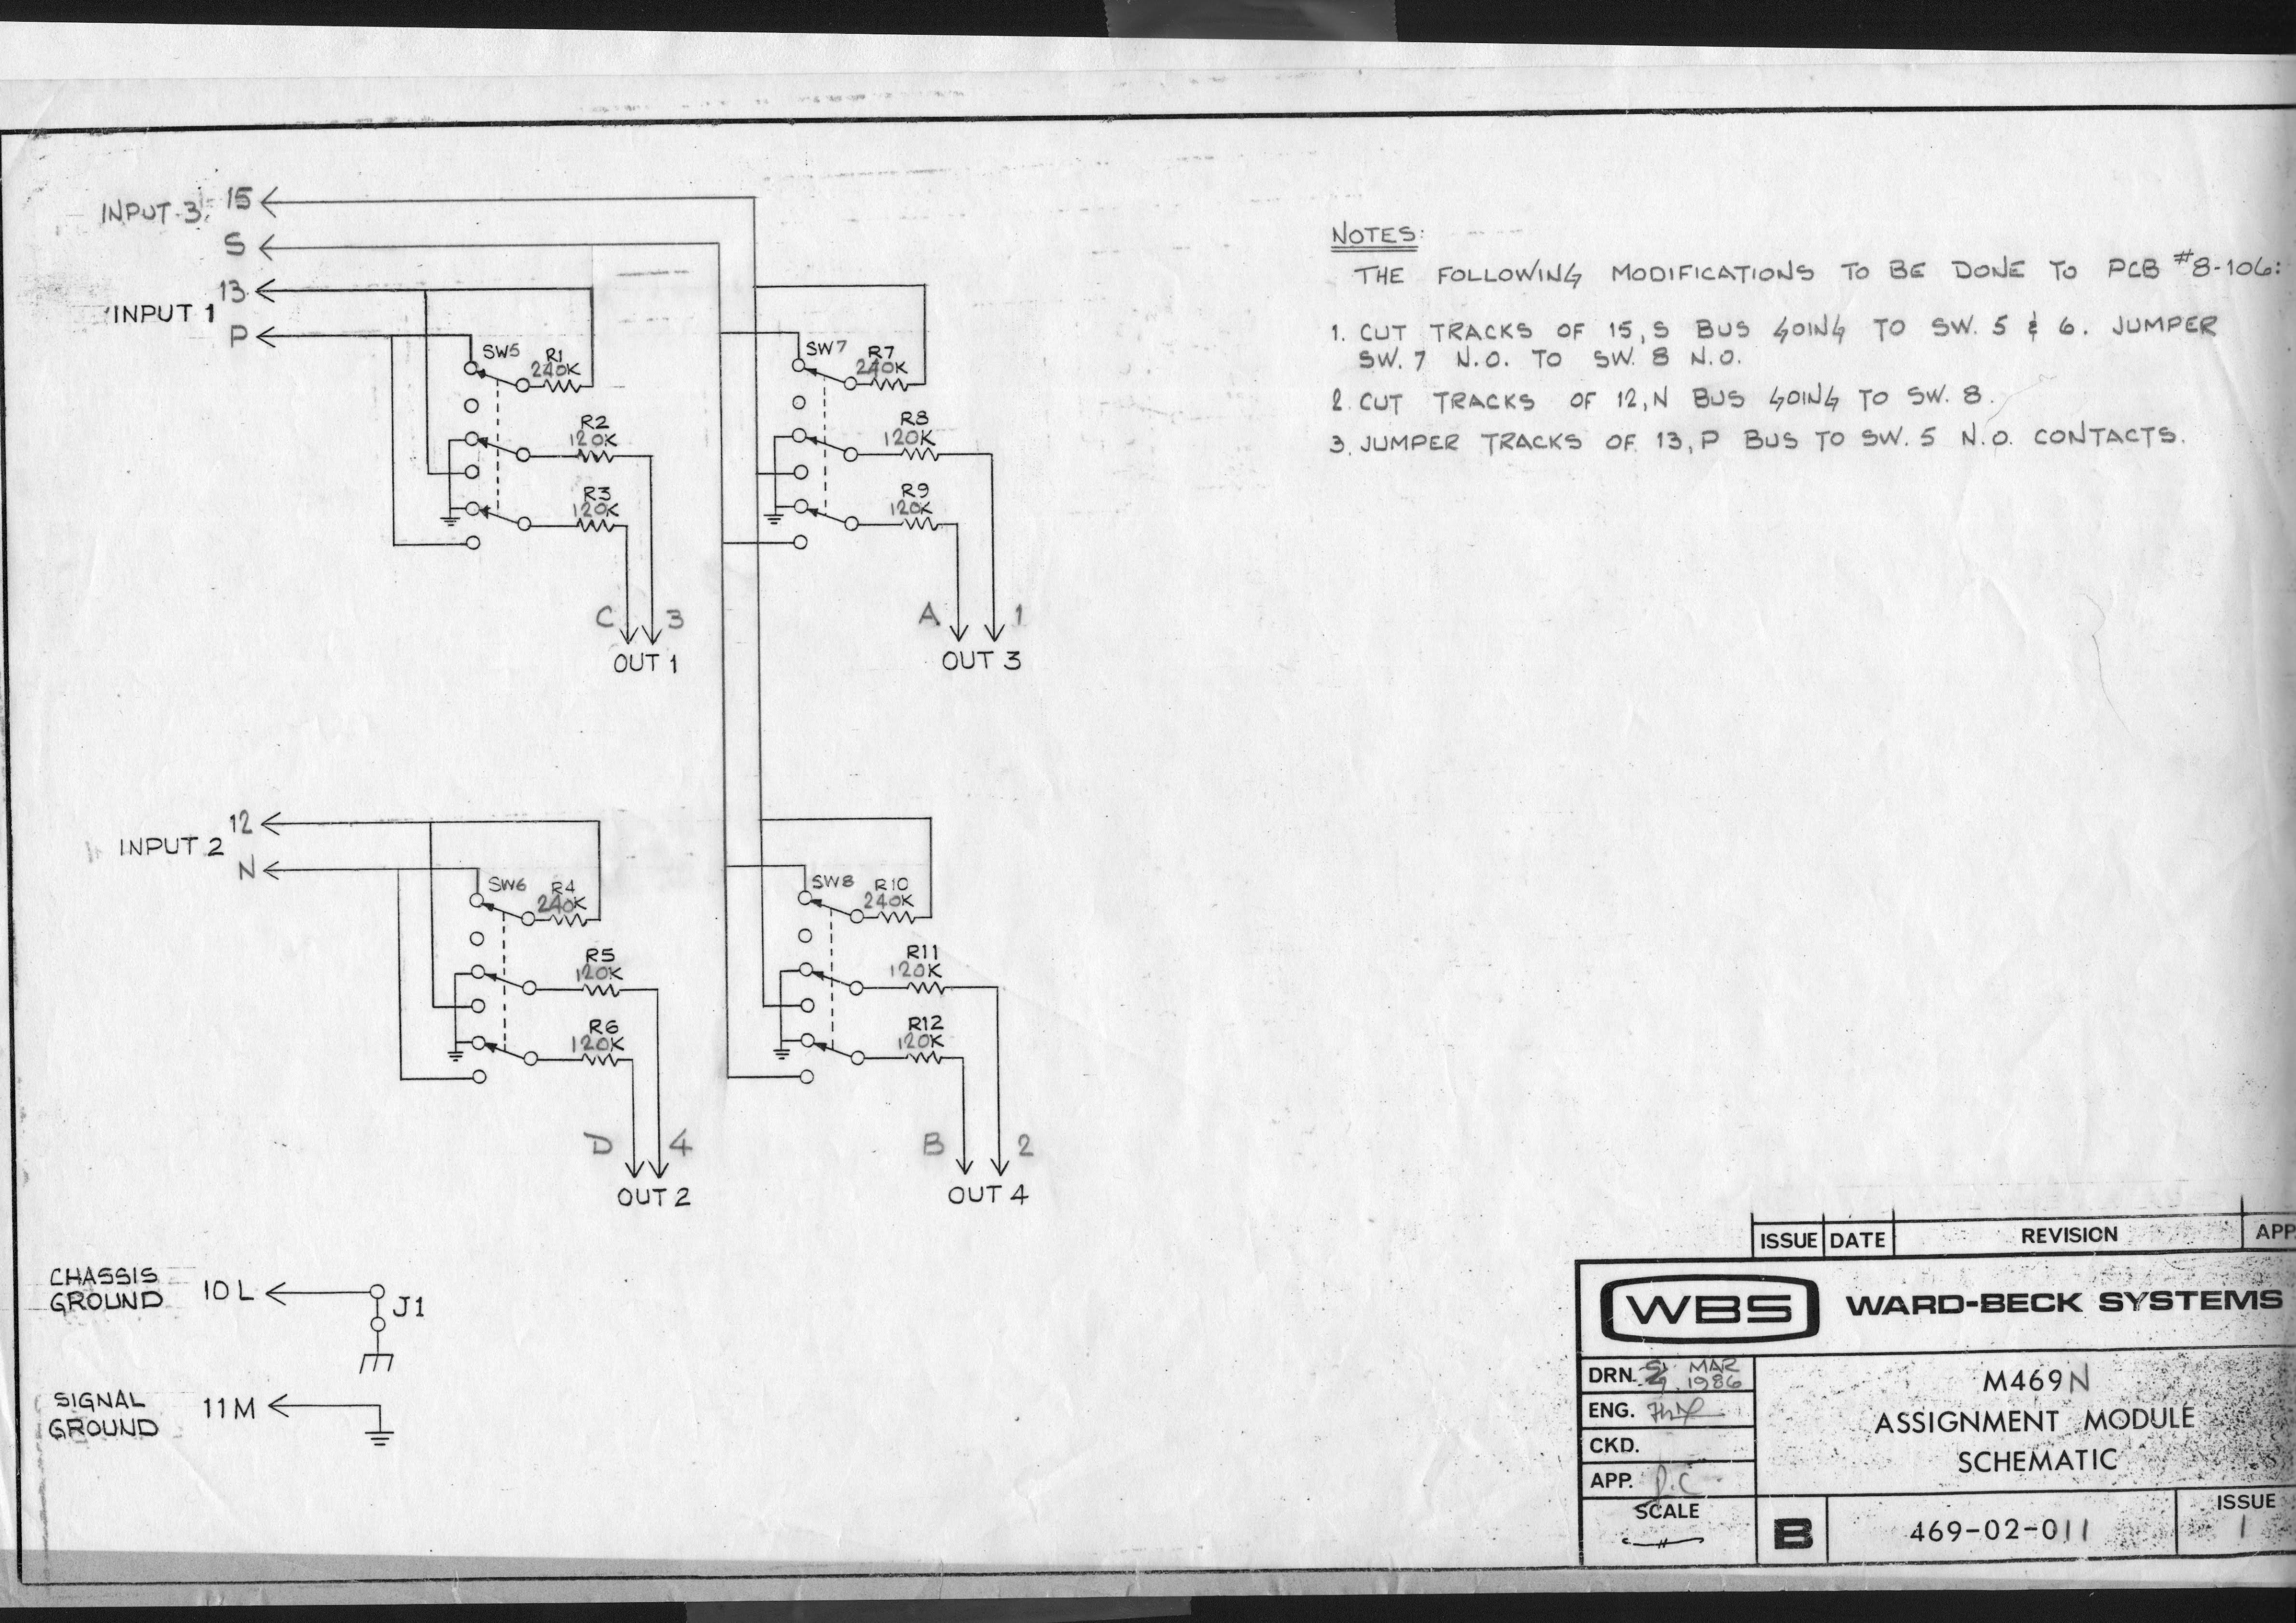 INPUT 3 15
S
13
INPUT 1
P
SW5 R1
240K
R2
120K
R3
120K
C 3
OUT 1
SW7 R7
240K
R8
120K
R9
120K
A 1
OUT 3
NOTES:
THE FOLLOWING MODIFICATIONS TO BE DONE TO PCB #8-106:
1. CUT TRACKS OF 15, S BUS GOING TO SW. 5 & 6. JUMPER
SW. 7 N.O. TO SW. 8 N.O.
2. CUT TRACKS OF 12, N BUS GOING TO SW. 8.
3. JUMPER TRACKS OF 13, P BUS TO SW. 5 N.O. CONTACTS.
12
INPUT 2
N
SW6 R4
240K
R5
120K
R6
120K
D 4
OUT 2
SW8 R10
240K
R11
120K
R12
120K
B 2
OUT 4
CHASSIS
GROUND 10 L
J1
SIGNAL
GROUND 11 M
ISSUE DATE REVISION APP
WBS WARD-BECK SYSTEMS
DRN. MAR
1986
ENG.
CKD.
APP. P.C
SCALE
M469N
ASSIGNMENT MODULE
SCHEMATIC
B
469-02-011
ISSUE
1